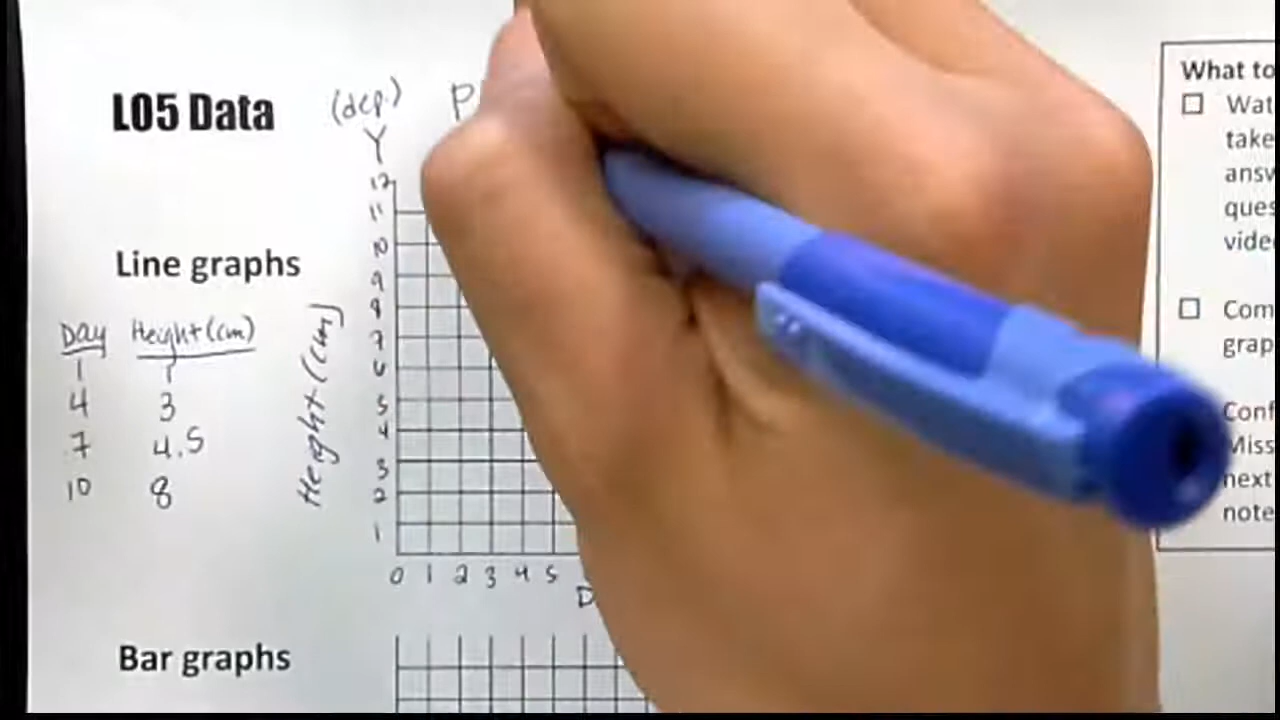 LO5 Data
(dep.)
Y
Line graphs
Day Height (cm)
1 1
4 3
7 4.5
10 8
Height (cm)
12
11
10
9
8
7
6
5
4
3
2
1
0 1 2 3 4 5
D
Bar graphs
P
What to
Wat
take
answ
ques
vide
Com
grap
Conf
Miss
next
note